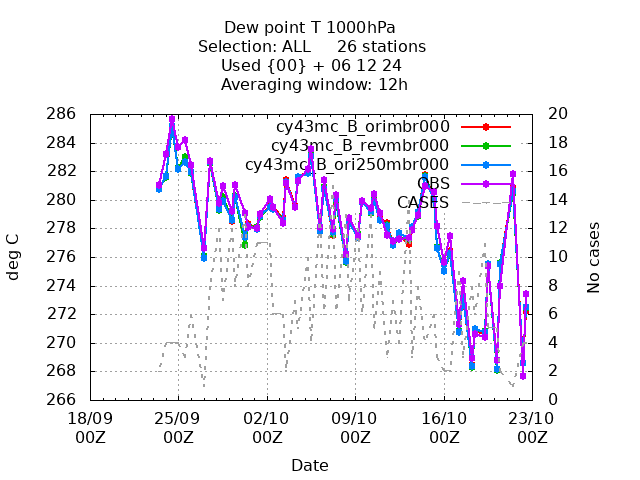 Dew point T 1000hPa
Selection: ALL     26 stations
Used {00} + 06 12 24
Averaging window: 12h
cy43mc_B_orimbr000
cy43mc_B_revmbr000
cy43mc_B_ori250mbr000
OBS
CASES
286
284
282
280
278
276
274
272
270
268
266
deg C
20
18
16
14
12
10
8
6
4
2
0
No cases
18/09 25/09 02/10 09/10 16/10 23/10
00Z 00Z 00Z 00Z 00Z 00Z
Date